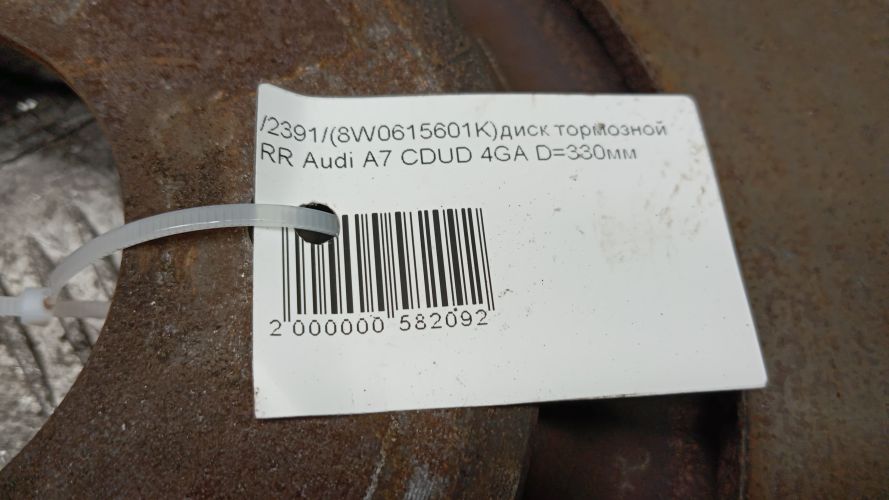 /2391/(8W0615601K)диск тормозной
RR Audi A7 CDUD 4GA D=330мм
2 000000 582092